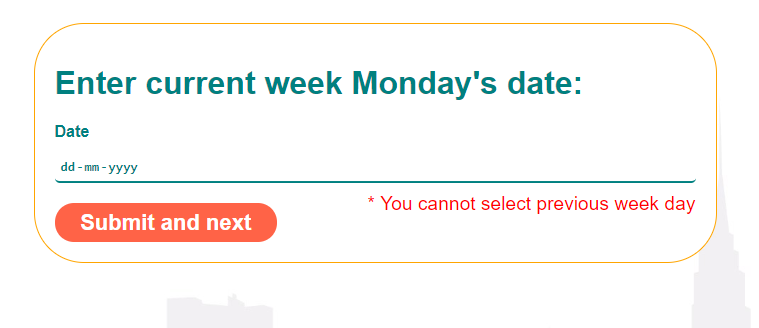 Enter current week Monday's date:
Date
dd-mm-yyyy
* You cannot select previous week day
Submit and next